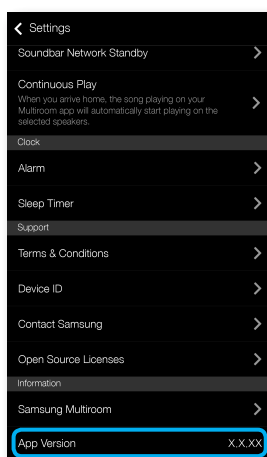 Settings
Soundbar Network Standby
Continuous Play
When you arrive home, the song playing on your
Multiroom app will automatically start playing on the
selected speakers.
Clock
Alarm
Sleep Timer
Support
Terms & Conditions
Device ID
Contact Samsung
Open Source Licenses
Information
Samsung Multiroom
App Version X.X.XX